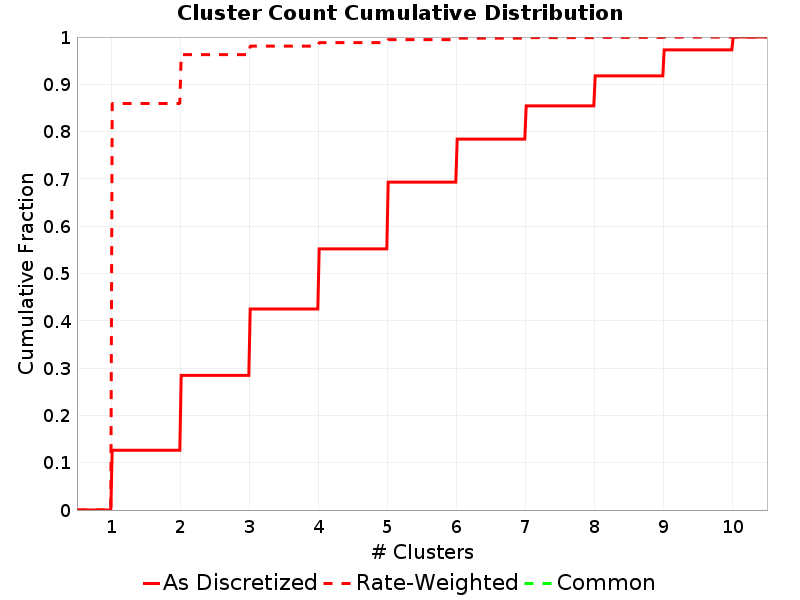 Cluster Count Cumulative Distribution
Cumulative Fraction
1
0.9
0.8
0.7
0.6
0.5
0.4
0.3
0.2
0.1
0
1 2 3 4 5 6 7 8 9 10
# Clusters
As Discretized Rate-Weighted Common